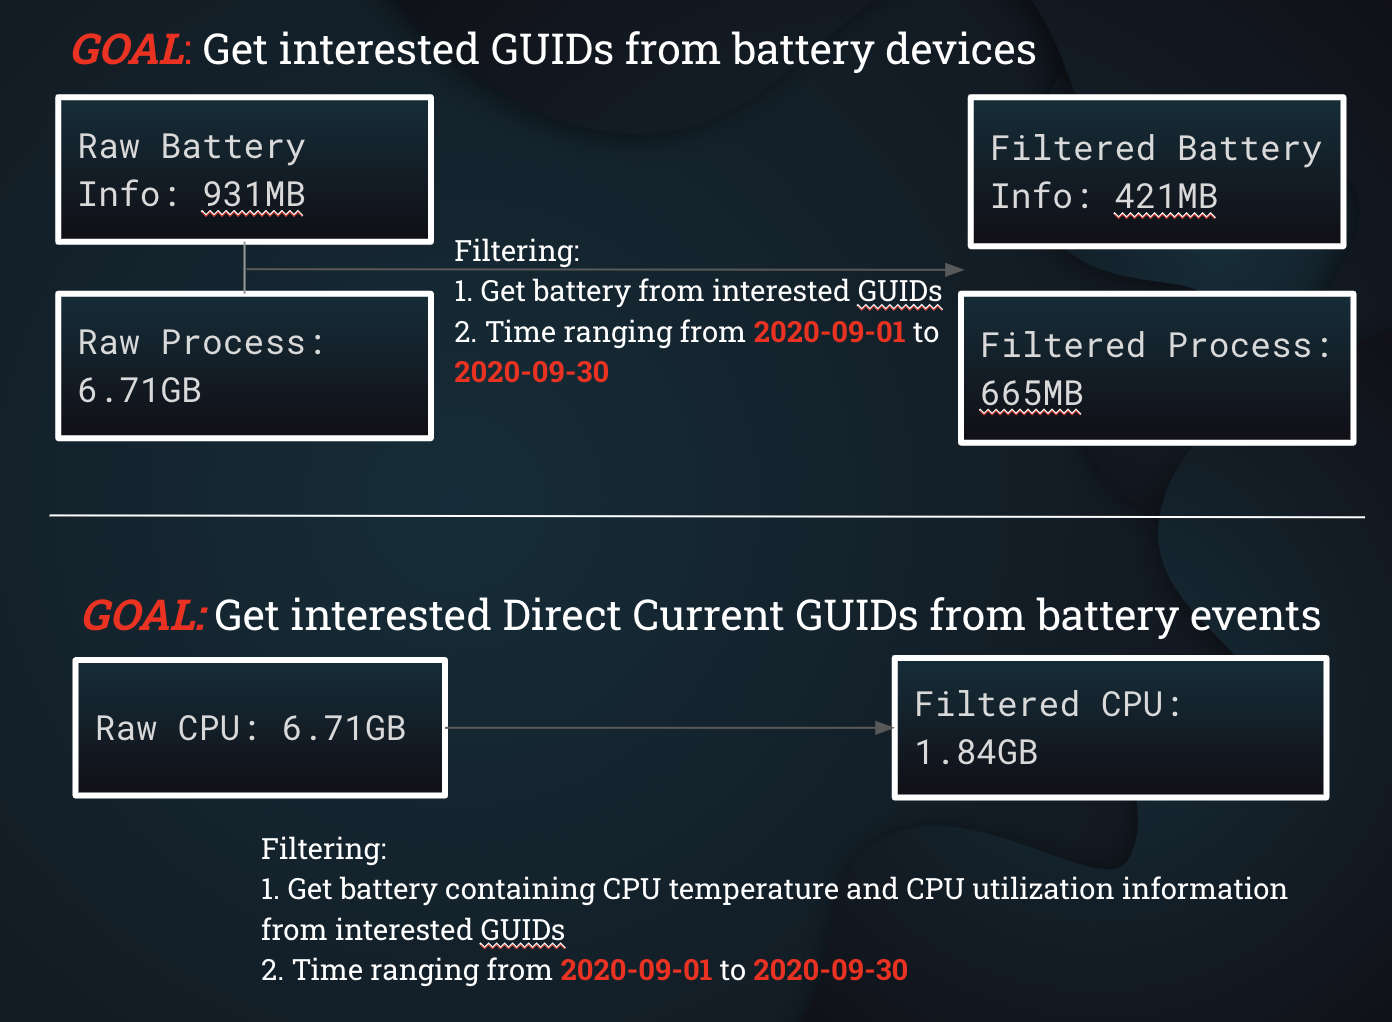 GOAL: Get interested GUIDs from battery devices
Raw Battery
Info: 931MB
Filtered Battery
Info: 421MB
Filtering:
1. Get battery from interested GUIDs
2. Time ranging from 2020-09-01 to
2020-09-30
Raw Process:
6.71GB
Filtered Process:
665MB
GOAL: Get interested Direct Current GUIDs from battery events
Raw CPU: 6.71GB
Filtered CPU:
1.84GB
Filtering:
1. Get battery containing CPU temperature and CPU utilization information
from interested GUIDs
2. Time ranging from 2020-09-01 to 2020-09-30